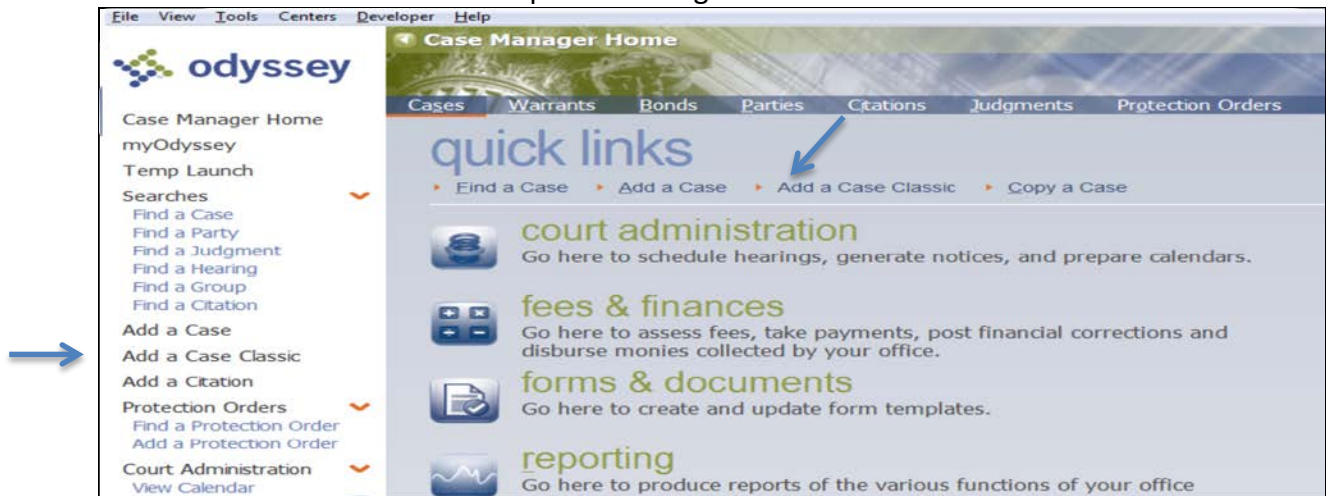 File View Tools Centers Developer Help
Case Manager Home
odyssey
Cases Warrants Bonds Parties Citations Judgments Protection Orders
quick links
Find a Case Add a Case Add a Case Classic Copy a Case
Case Manager Home
myOdyssey
Temp Launch
Searches
Find a Case
Find a Party
Find a Judgment
Find a Hearing
Find a Group
Find a Citation
Add a Case
Add a Case Classic
Add a Citation
Protection Orders
Find a Protection Order
Add a Protection Order
Court Administration
View Calendar
court administration
Go here to schedule hearings, generate notices, and prepare calendars.
fees & finances
Go here to assess fees, take payments, post financial corrections and
disburse monies collected by your office.
forms & documents
Go here to create and update form templates.
reporting
Go here to produce reports of the various functions of your office